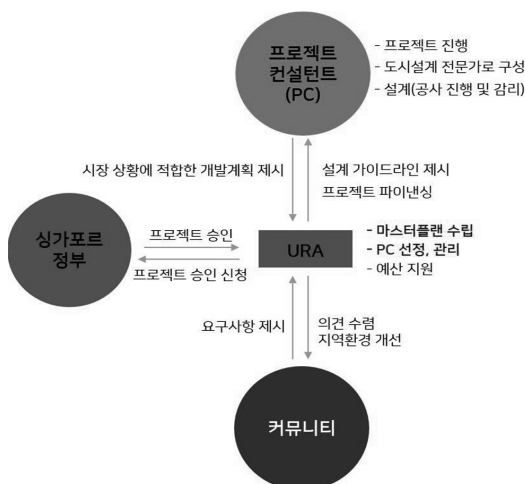 프로젝트
컨설턴트
(PC)
- 프로젝트 진행
- 도시설계 전문가로 구성
- 설계(공사 진행 및 감리)
시장 상황에 적합한 개발계획 제시
설계 가이드라인 제시
프로젝트 파이낸싱
싱가포르
정부
프로젝트 승인
프로젝트 승인 신청
URA
- 마스터플랜 수립
- PC 선정, 관리
- 예산 지원
요구사항 제시
의견 수렴
지역환경 개선
커뮤니티